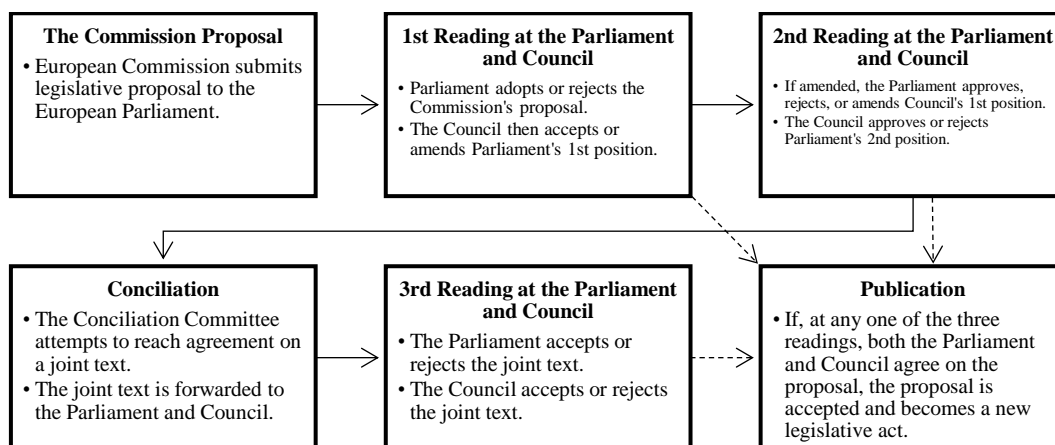 The Commission Proposal
• European Commission submits
legislative proposal to the
European Parliament.
1st Reading at the Parliament
and Council
• Parliament adopts or rejects the
Commission's proposal.
• The Council then accepts or
amends Parliament's 1st position.
2nd Reading at the Parliament
and Council
• If amended, the Parliament approves,
rejects, or amends Council's 1st position.
• The Council approves or rejects
Parliament's 2nd position.
Conciliation
• The Conciliation Committee
attempts to reach agreement on
a joint text.
• The joint text is forwarded to
the Parliament and Council.
3rd Reading at the Parliament
and Council
• The Parliament accepts or
rejects the joint text.
• The Council accepts or rejects
the joint text.
Publication
• If, at any one of the three
readings, both the Parliament
and Council agree on the
proposal, the proposal is
accepted and becomes a new
legislative act.